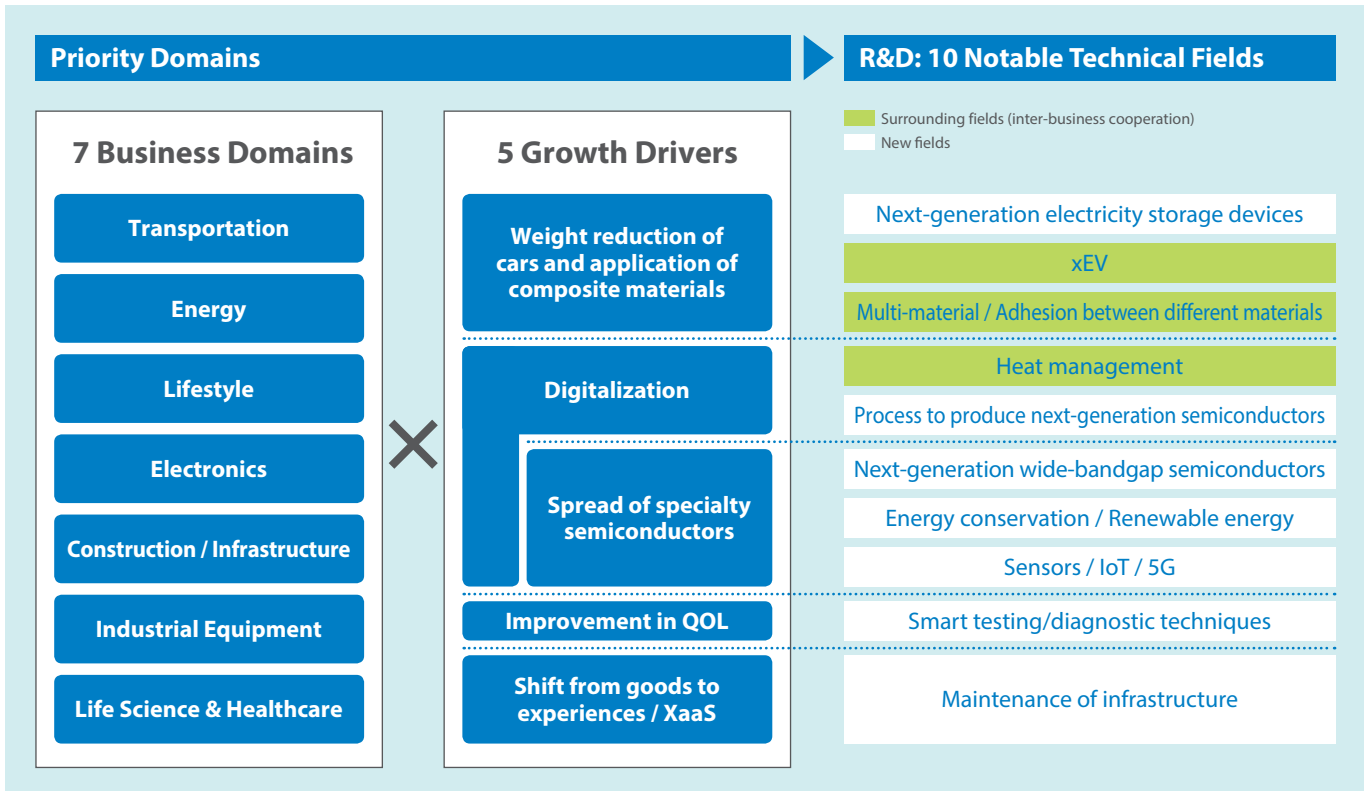 Priority Domains
R&D: 10 Notable Technical Fields
7 Business Domains
Transportation
Energy
Lifestyle
Electronics
Construction / Infrastructure
Industrial Equipment
Life Science & Healthcare
×
5 Growth Drivers
Weight reduction of
cars and application of
composite materials
Digitalization
Spread of specialty
semiconductors
Improvement in QOL
Shift from goods to
experiences / XaaS
Surrounding fields (inter-business cooperation)
New fields
Next-generation electricity storage devices
xEV
Multi-material / Adhesion between different materials
Heat management
Process to produce next-generation semiconductors
Next-generation wide-bandgap semiconductors
Energy conservation / Renewable energy
Sensors / IoT / 5G
Smart testing/diagnostic techniques
Maintenance of infrastructure